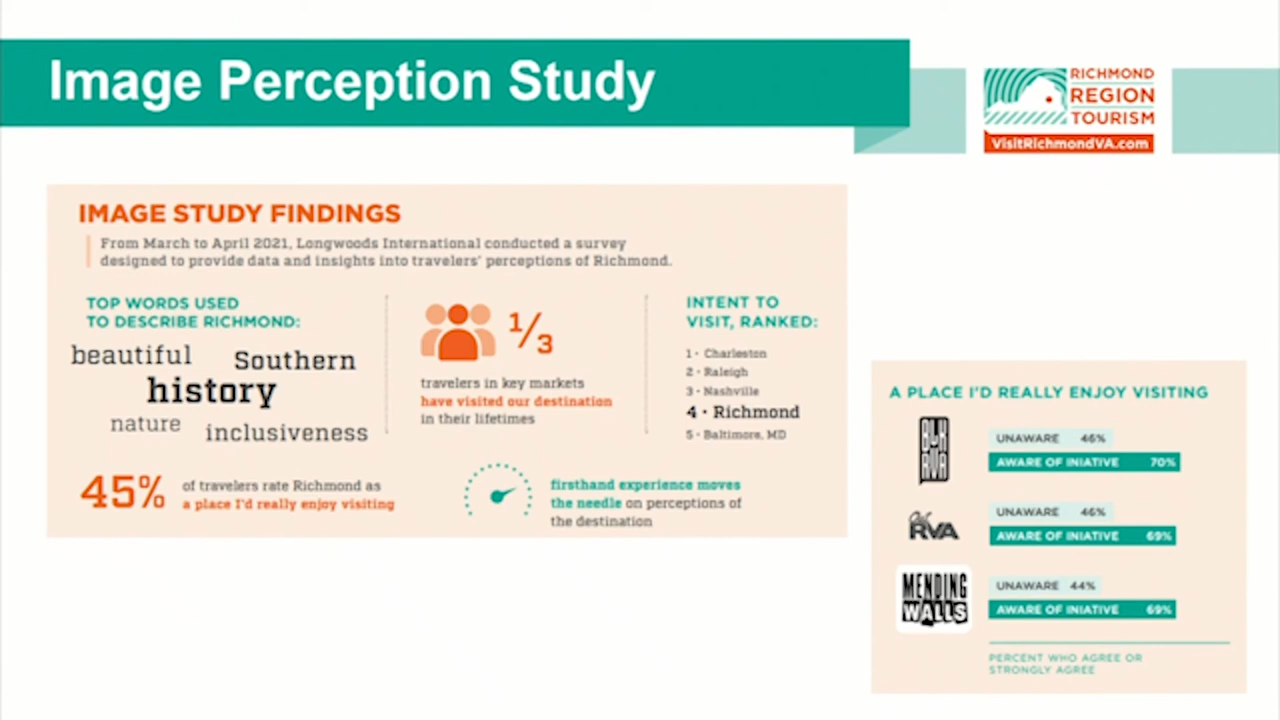 Image Perception Study
RICHMOND
REGION
TOURISM
VisitRichmondVA.com
IMAGE STUDY FINDINGS
From March to April 2021, Longwoods International conducted a survey
designed to provide data and insights into travelers' perceptions of Richmond.
TOP WORDS USED
TO DESCRIBE RICHMOND:
beautiful Southern
history
nature inclusiveness
1/3
travelers in key markets
have visited our destination
in their lifetimes
INTENT TO
VISIT, RANKED:
1 · Charleston
2 · Raleigh
3 · Nashville
4 · Richmond
5 · Baltimore, MD
45% of travelers rate Richmond as
a place I'd really enjoy visiting
firsthand experience moves
the needle on perceptions of
the destination
A PLACE I'D REALLY ENJOY VISITING
BLK
RVA
UNAWARE 46%
AWARE OF INIATIVE 70%
RVA
UNAWARE 46%
AWARE OF INIATIVE 69%
MENDING
WALLS
UNAWARE 44%
AWARE OF INIATIVE 69%
PERCENT WHO AGREE OR
STRONGLY AGREE